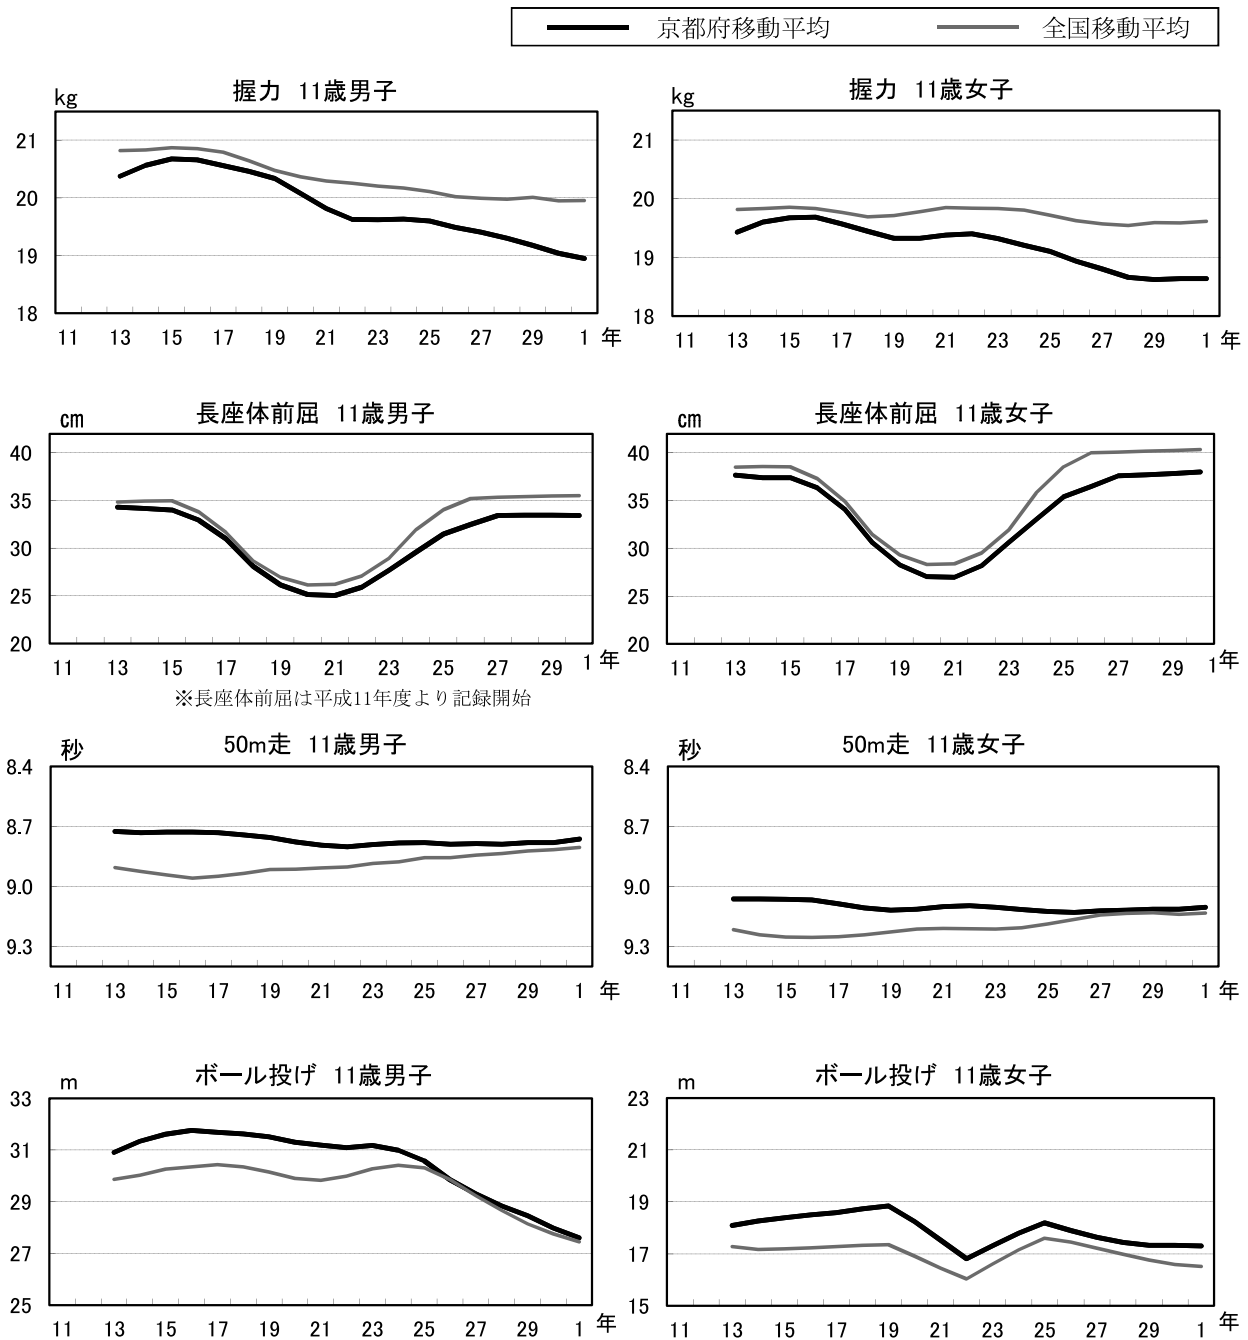 京都府移動平均 全国移動平均
握力 11歳男子
kg
21
20
19
18
11 13 15 17 19 21 23 25 27 29 1 年
握力 11歳女子
kg
21
20
19
18
11 13 15 17 19 21 23 25 27 29 1 年
長座体前屈 11歳男子
cm
40
35
30
25
20
11 13 15 17 19 21 23 25 27 29 1 年
※長座体前屈は平成11年度より記録開始
長座体前屈 11歳女子
cm
40
35
30
25
20
11 13 15 17 19 21 23 25 27 29 1 年
50m走 11歳男子
秒
8.4
8.7
9.0
9.3
11 13 15 17 19 21 23 25 27 29 1 年
50m走 11歳女子
秒
8.4
8.7
9.0
9.3
11 13 15 17 19 21 23 25 27 29 1 年
ボール投げ 11歳男子
m
33
31
29
27
25
11 13 15 17 19 21 23 25 27 29 1 年
ボール投げ 11歳女子
m
23
21
19
17
15
11 13 15 17 19 21 23 25 27 29 1 年